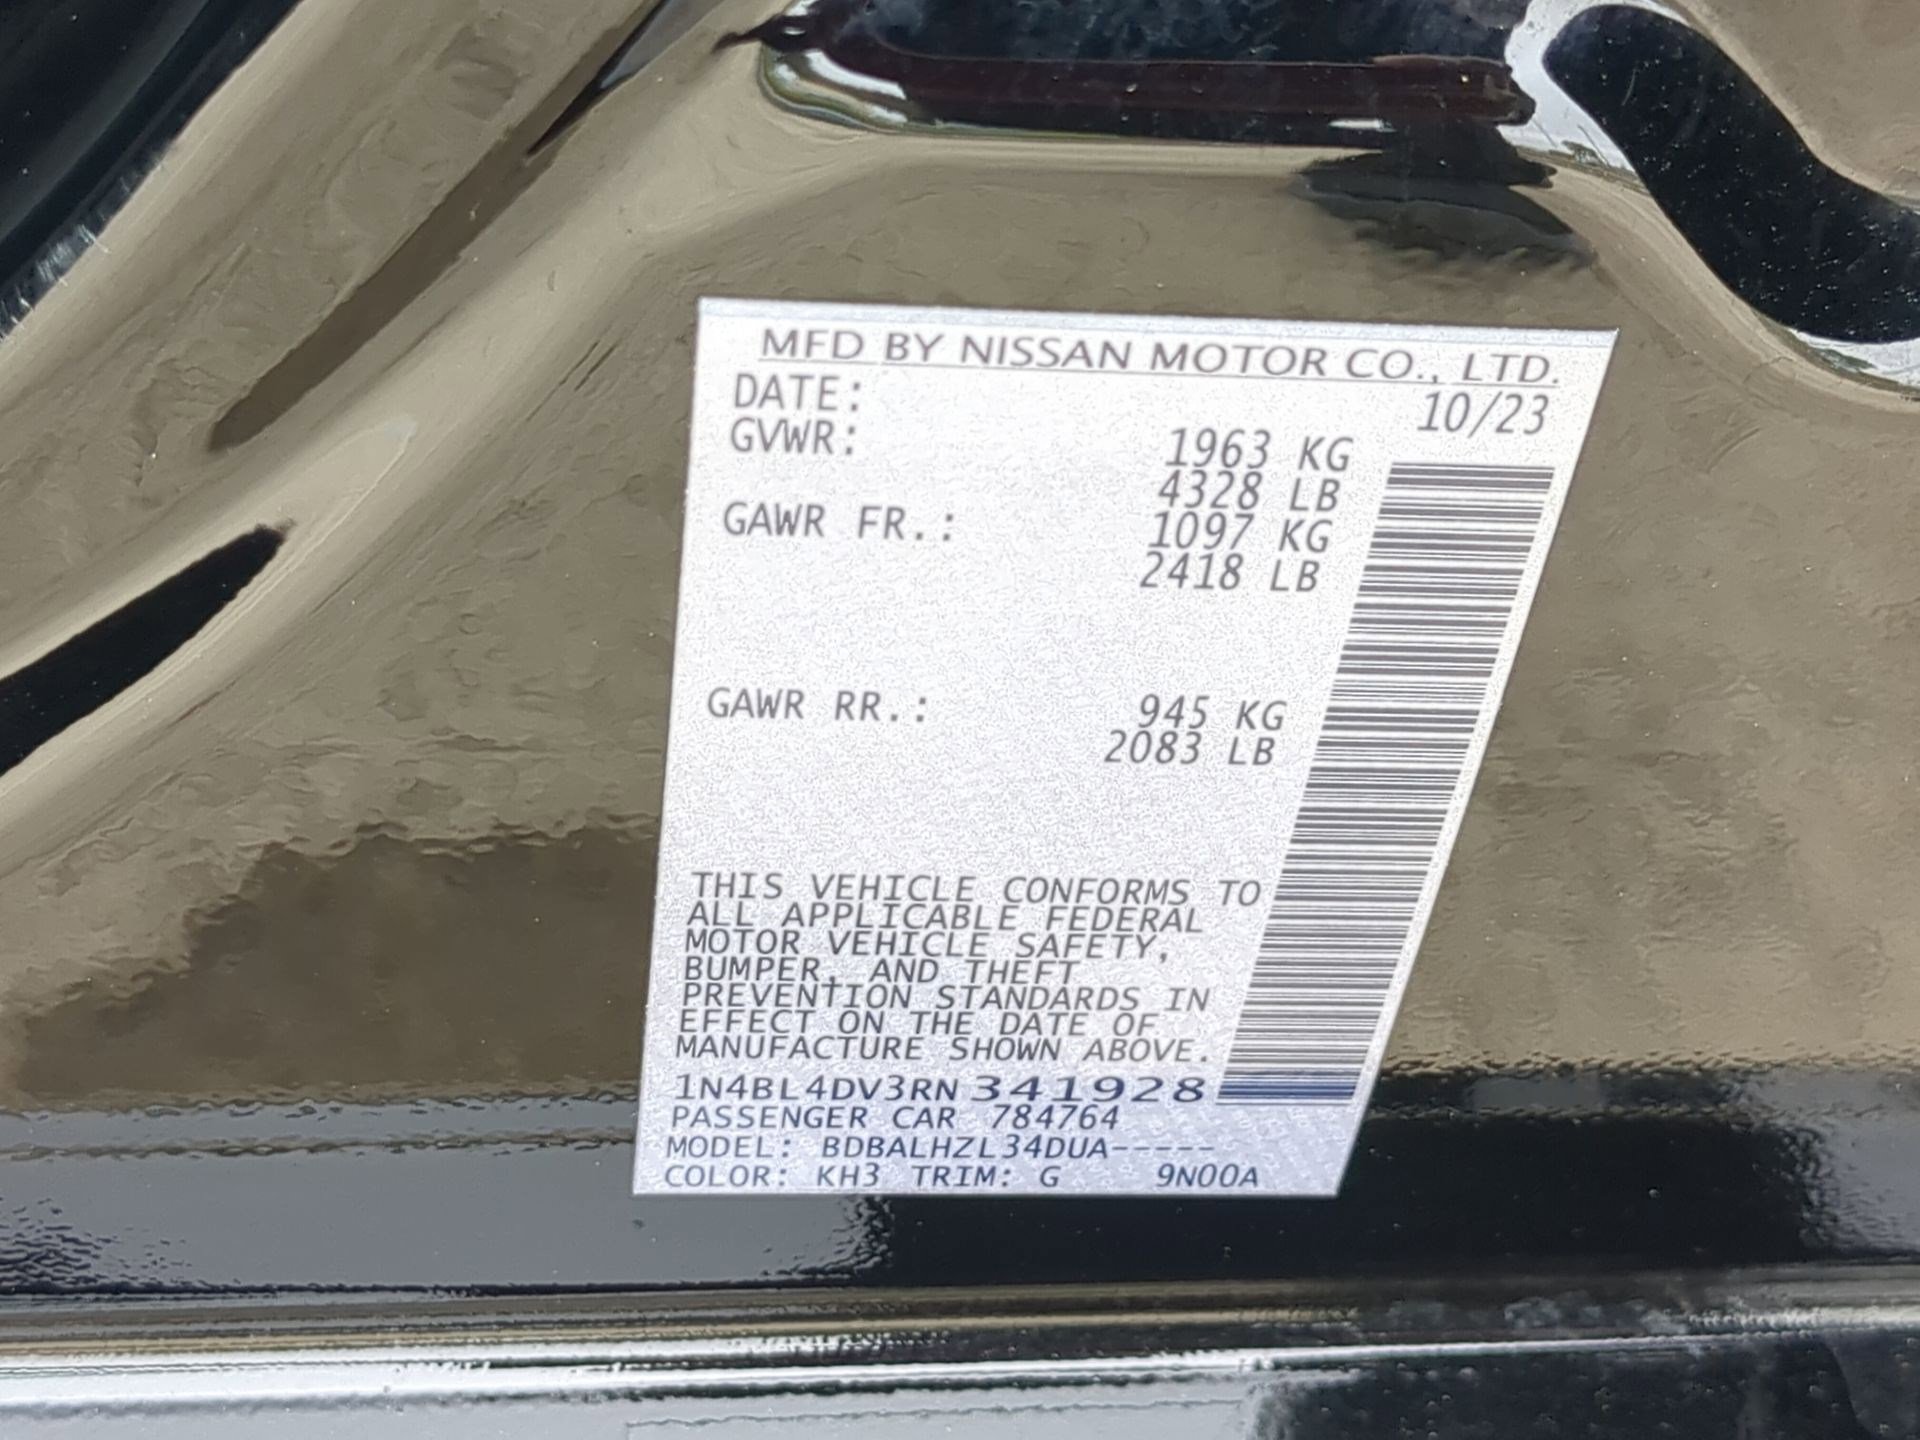 MFD BY NISSAN MOTOR CO., LTD.
DATE: 10/23
GVWR: 1963 KG
4328 LB
GAWR FR.: 1097 KG
2418 LB
GAWR RR.: 945 KG
2083 LB
THIS VEHICLE CONFORMS TO
ALL APPLICABLE FEDERAL
MOTOR VEHICLE SAFETY,
BUMPER, AND THEFT
PREVENTION STANDARDS IN
EFFECT ON THE DATE OF
MANUFACTURE SHOWN ABOVE.
1N4BL4DV3RN341928
PASSENGER CAR 784764
MODEL: BDBALHZL34DUA-----
COLOR: KH3 TRIM: G 9N00A